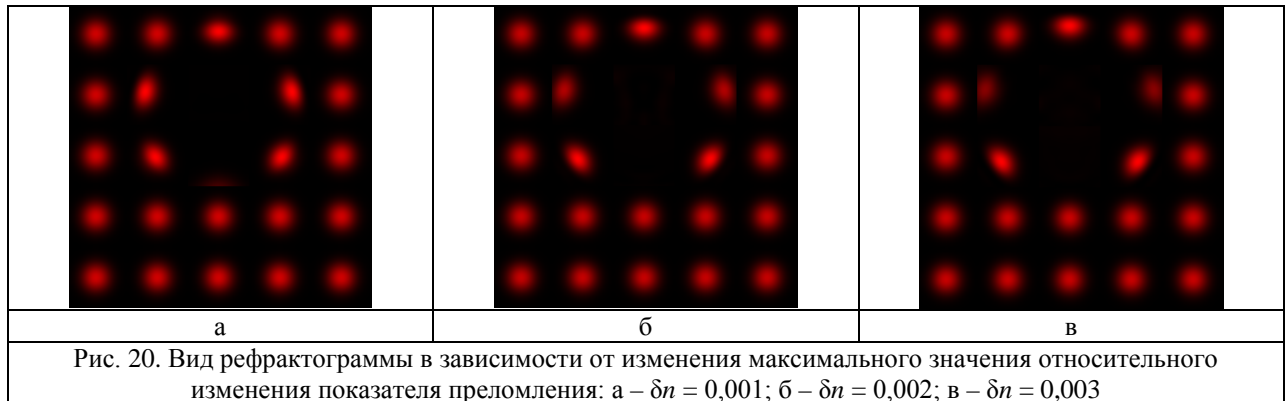 а б в
Рис. 20. Вид рефрактограммы в зависимости от изменения максимального значения относительного
изменения показателя преломления: а – δn = 0,001; б – δn = 0,002; в – δn = 0,003